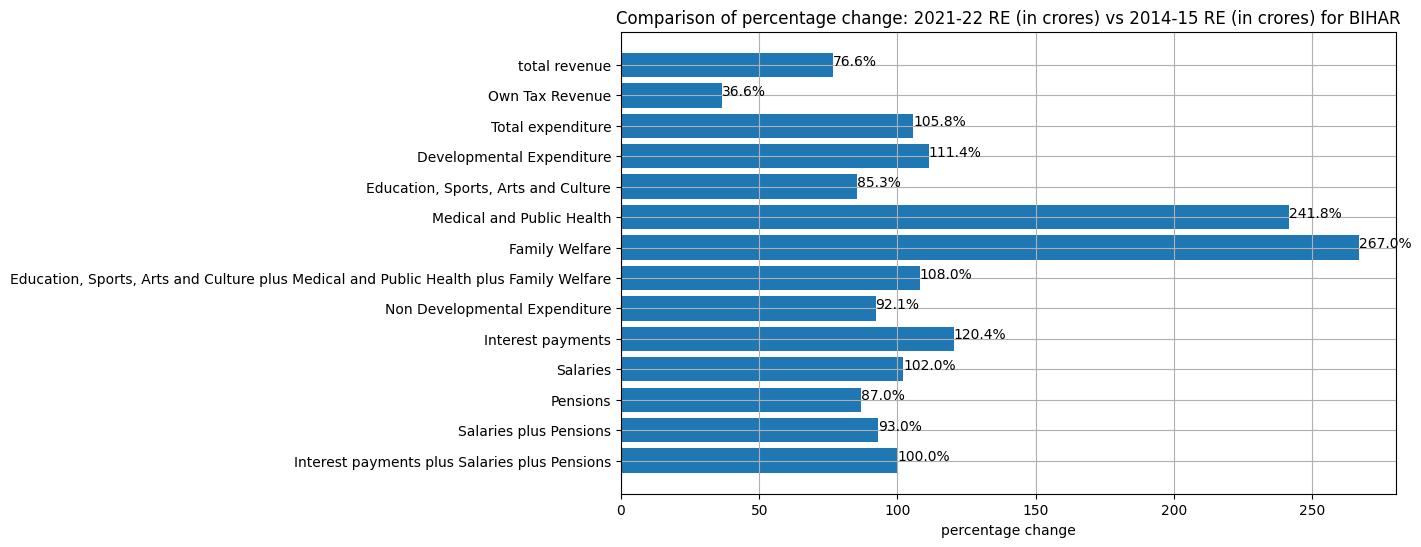 Comparison of percentage change: 2021-22 RE (in crores) vs 2014-15 RE (in crores) for BIHAR
total revenue 76.6%
Own Tax Revenue 36.6%
Total expenditure 105.8%
Developmental Expenditure 111.4%
Education, Sports, Arts and Culture 85.3%
Medical and Public Health 241.8%
Family Welfare 267.0%
Education, Sports, Arts and Culture plus Medical and Public Health plus Family Welfare 108.0%
Non Developmental Expenditure 92.1%
Interest payments 120.4%
Salaries 102.0%
Pensions 87.0%
Salaries plus Pensions 93.0%
Interest payments plus Salaries plus Pensions 100.0%
0 50 100 150 200 250
percentage change